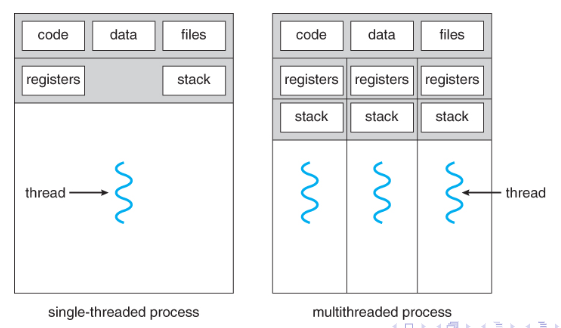 code data files
registers stack
thread
single-threaded process
code data files
registers registers registers
stack stack stack
thread
multithreaded process